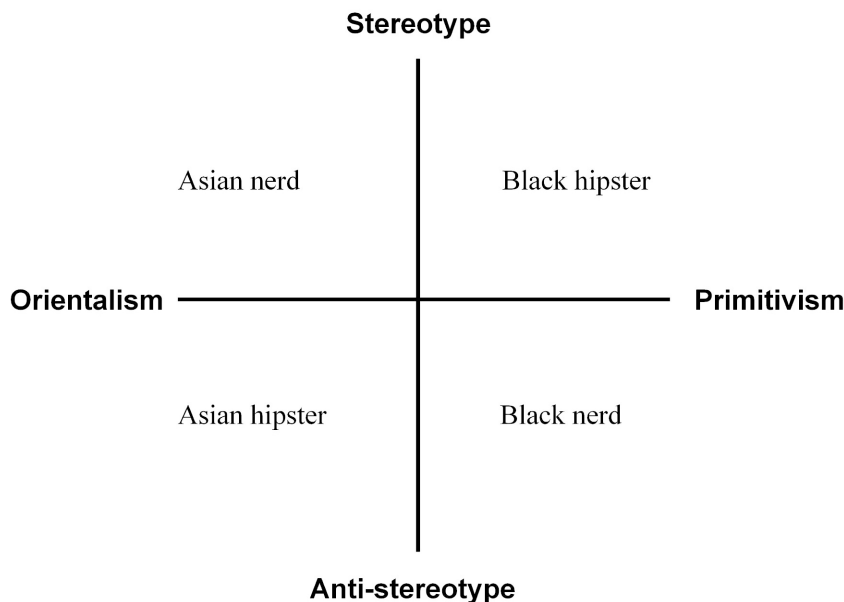 Stereotype
Asian nerd
Black hipster
Orientalism
Primitivism
Asian hipster
Black nerd
Anti-stereotype